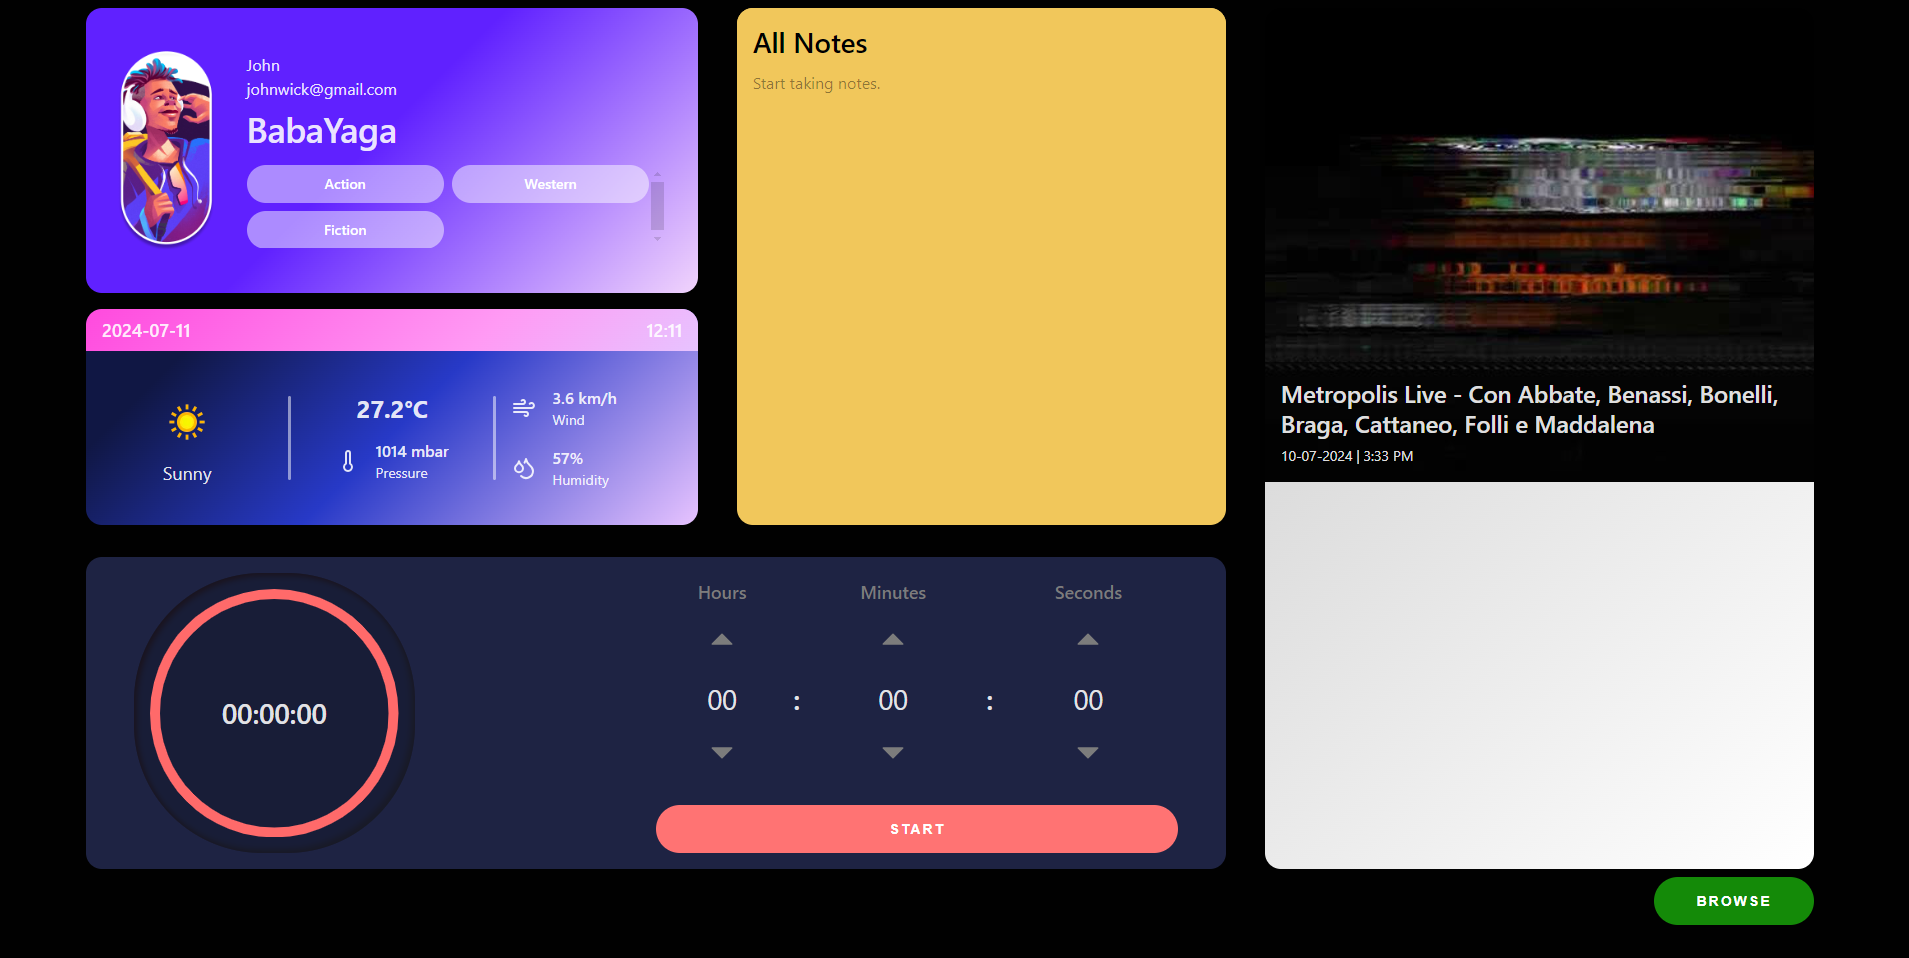 John
johnwick@gmail.com
BabaYaga
Action
Western
Fiction
2024-07-11
12:11
Sunny
27.2°C
1014 mbar
Pressure
3.6 km/h
Wind
57%
Humidity
All Notes
Start taking notes.
00:00:00
Hours
Minutes
Seconds
00 : 00 : 00
START
Metropolis Live - Con Abbate, Benassi, Bonelli,
Braga, Cattaneo, Folli e Maddalena
10-07-2024 | 3:33 PM
BROWSE